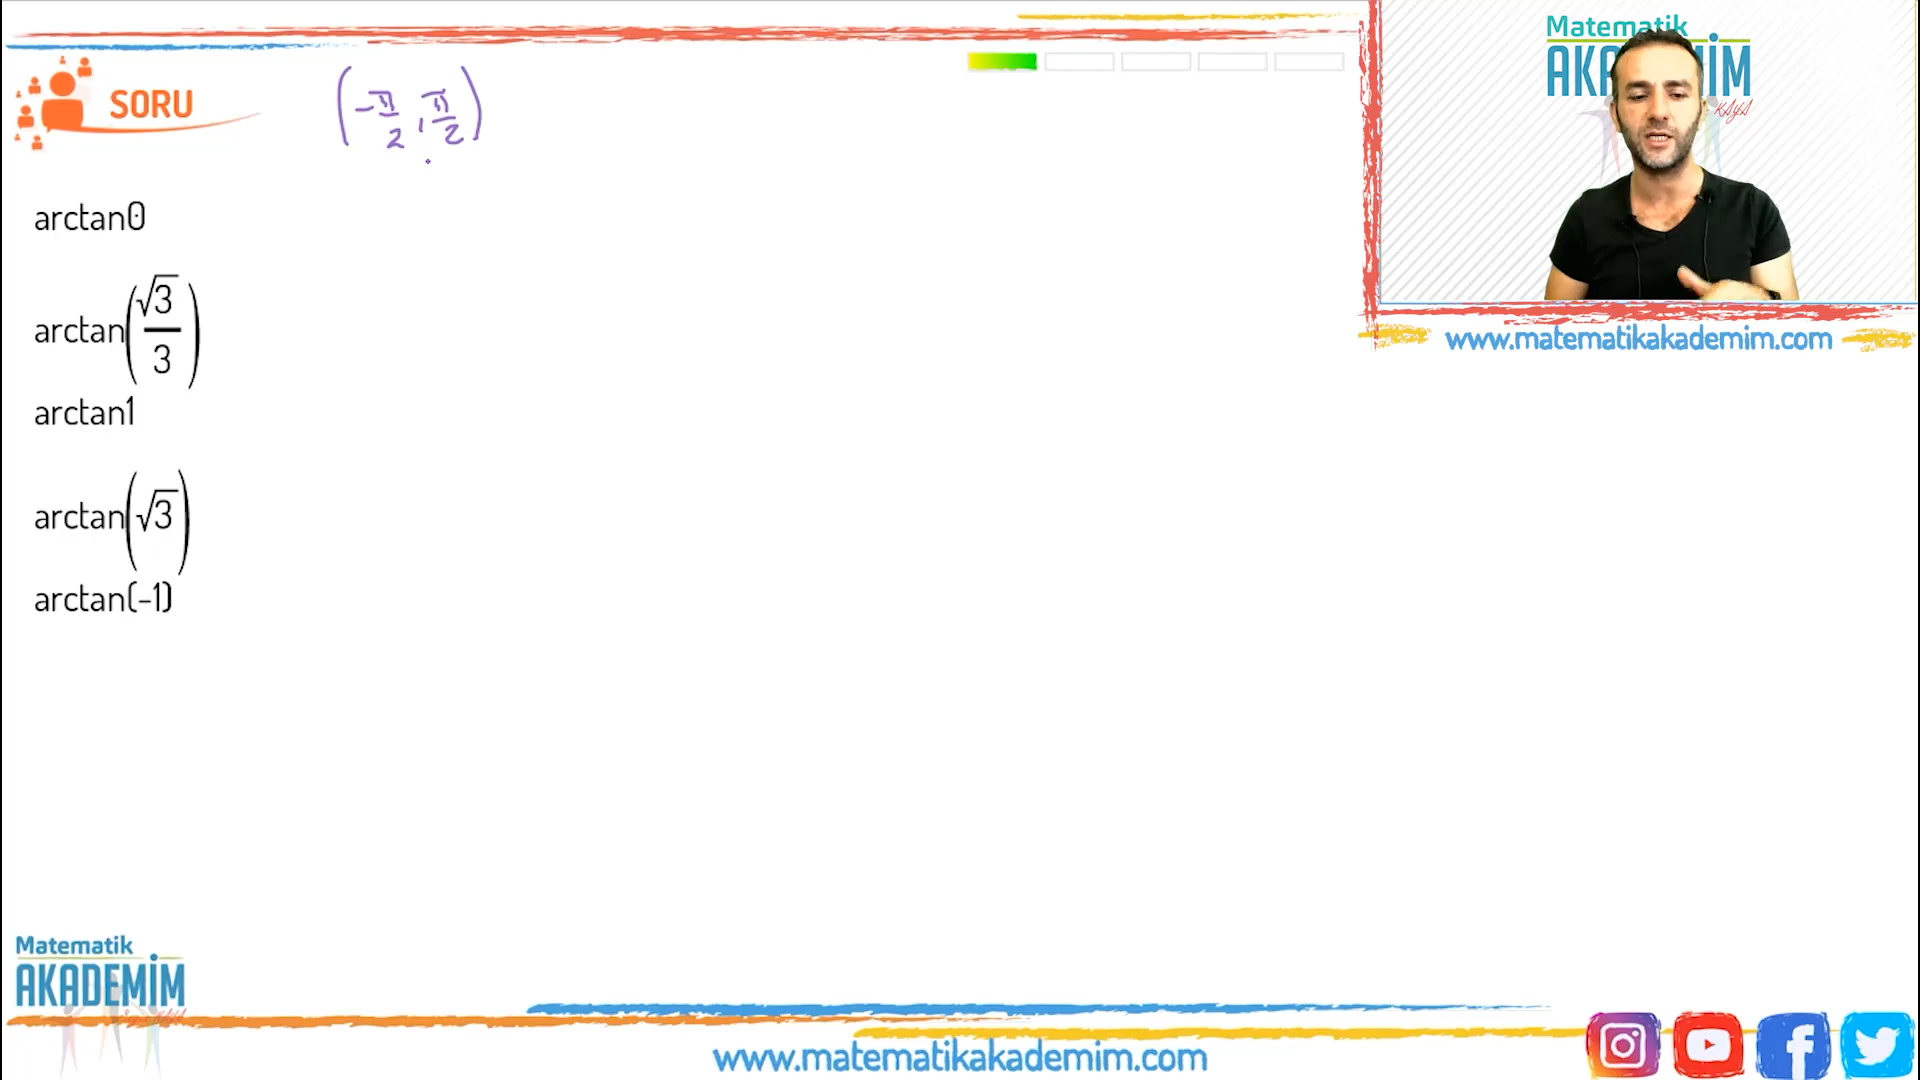 Matematik
AKADEMİM
KAYA
SORU
(-π/2, π/2)
www.matematikakademim.com
arctan0
arctan(√3/3)
arctan1
arctan(√3)
arctan(-1)
Matematik
AKADEMİM
www.matematikakademim.com